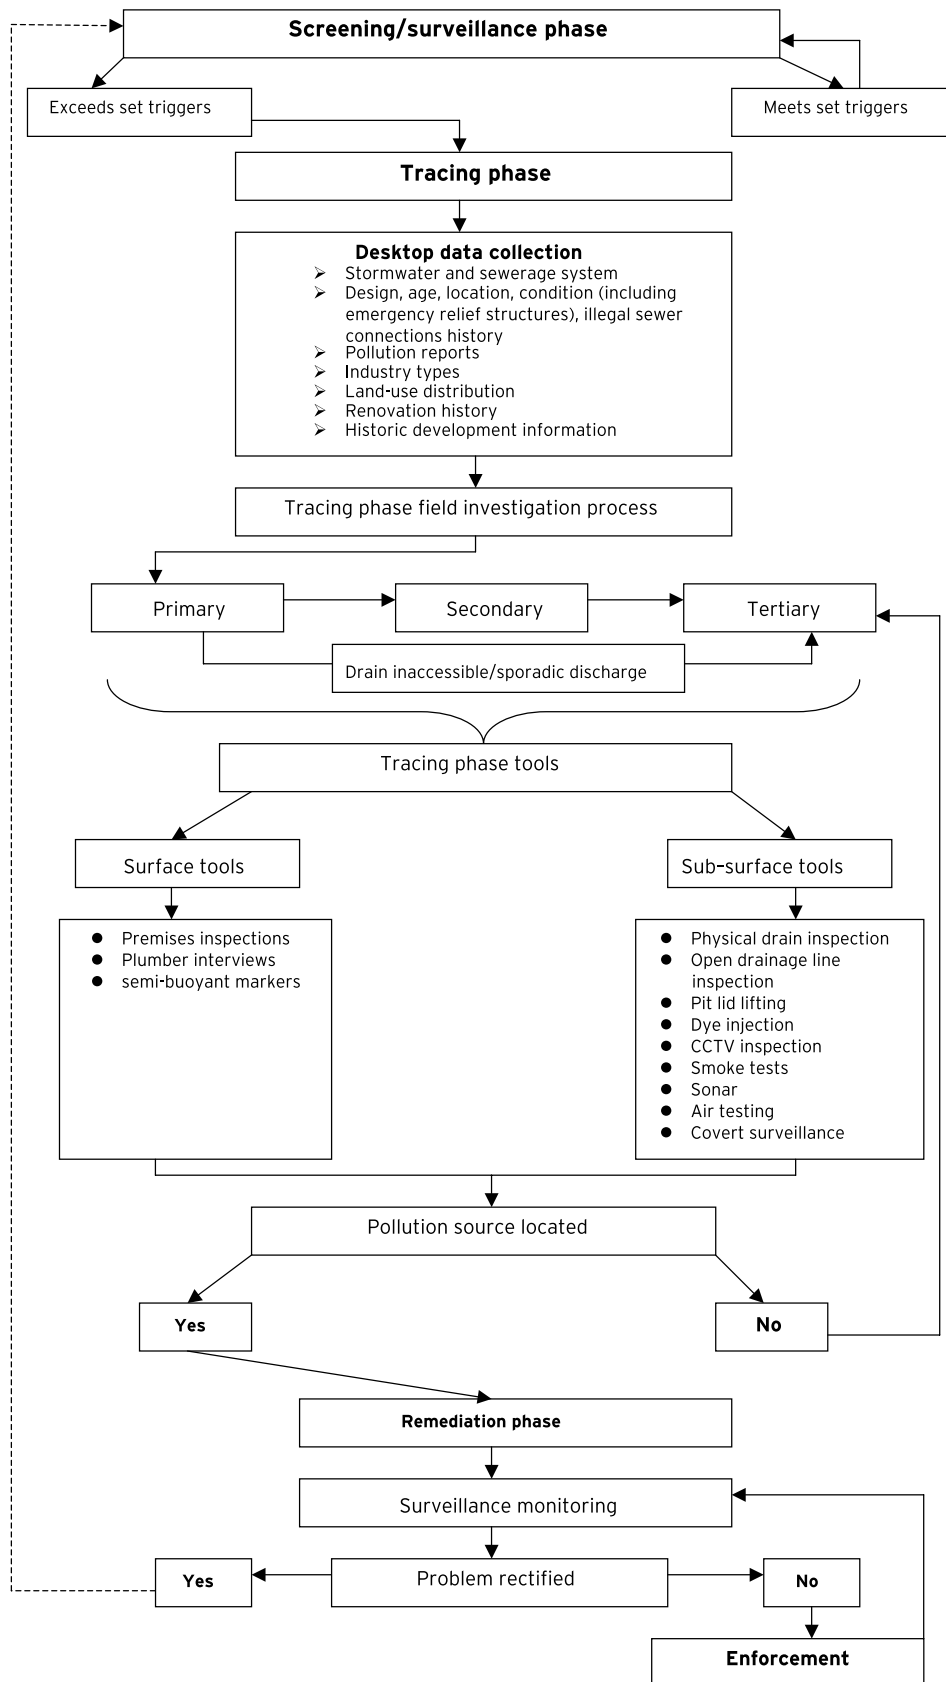 Screening/surveillance phase
Exceeds set triggers
Meets set triggers
Tracing phase
Desktop data collection
➢ Stormwater and sewerage system
➢ Design, age, location, condition (including
emergency relief structures), illegal sewer
connections history
➢ Pollution reports
➢ Industry types
➢ Land-use distribution
➢ Renovation history
➢ Historic development information
Tracing phase field investigation process
Primary
Secondary
Tertiary
Drain inaccessible/sporadic discharge
Tracing phase tools
Surface tools
Sub-surface tools
● Premises inspections
● Plumber interviews
● semi-buoyant markers
● Physical drain inspection
● Open drainage line
inspection
● Pit lid lifting
● Dye injection
● CCTV inspection
● Smoke tests
● Sonar
● Air testing
● Covert surveillance
Pollution source located
Yes
No
Remediation phase
Surveillance monitoring
Yes
Problem rectified
No
Enforcement